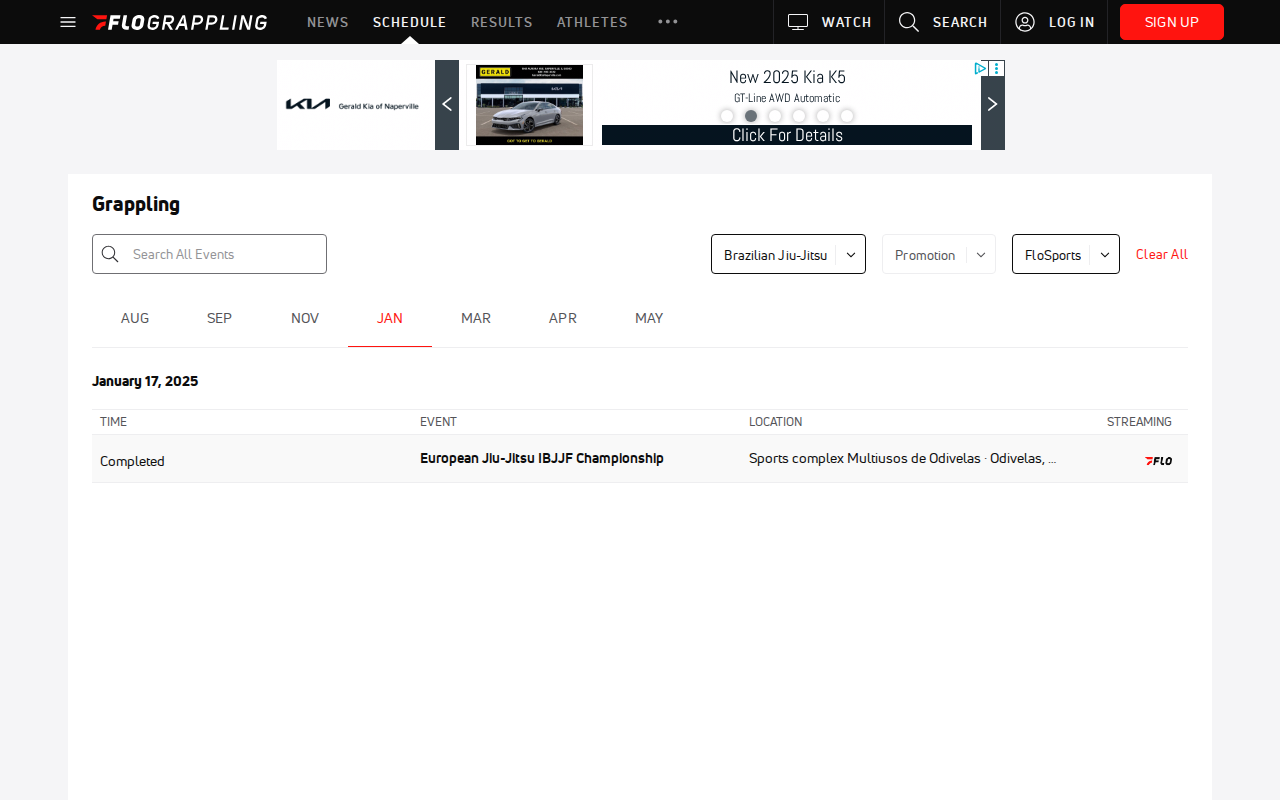 FLOGRAPPLING
NEWS
SCHEDULE
RESULTS
ATHLETES
WATCH
SEARCH
LOG IN
SIGN UP
KIA
Gerald Kia of Naperville
GERALD
New 2025 Kia K5
GT-Line AWD Automatic
Click For Details
Grappling
Search All Events
Brazilian Jiu-Jitsu
Promotion
FloSports
Clear All
AUG
SEP
NOV
JAN
MAR
APR
MAY
January 17, 2025
TIME
EVENT
LOCATION
STREAMING
Completed
European Jiu-Jitsu IBJJF Championship
Sports complex Multiusos de Odivelas · Odivelas, ...
FLO